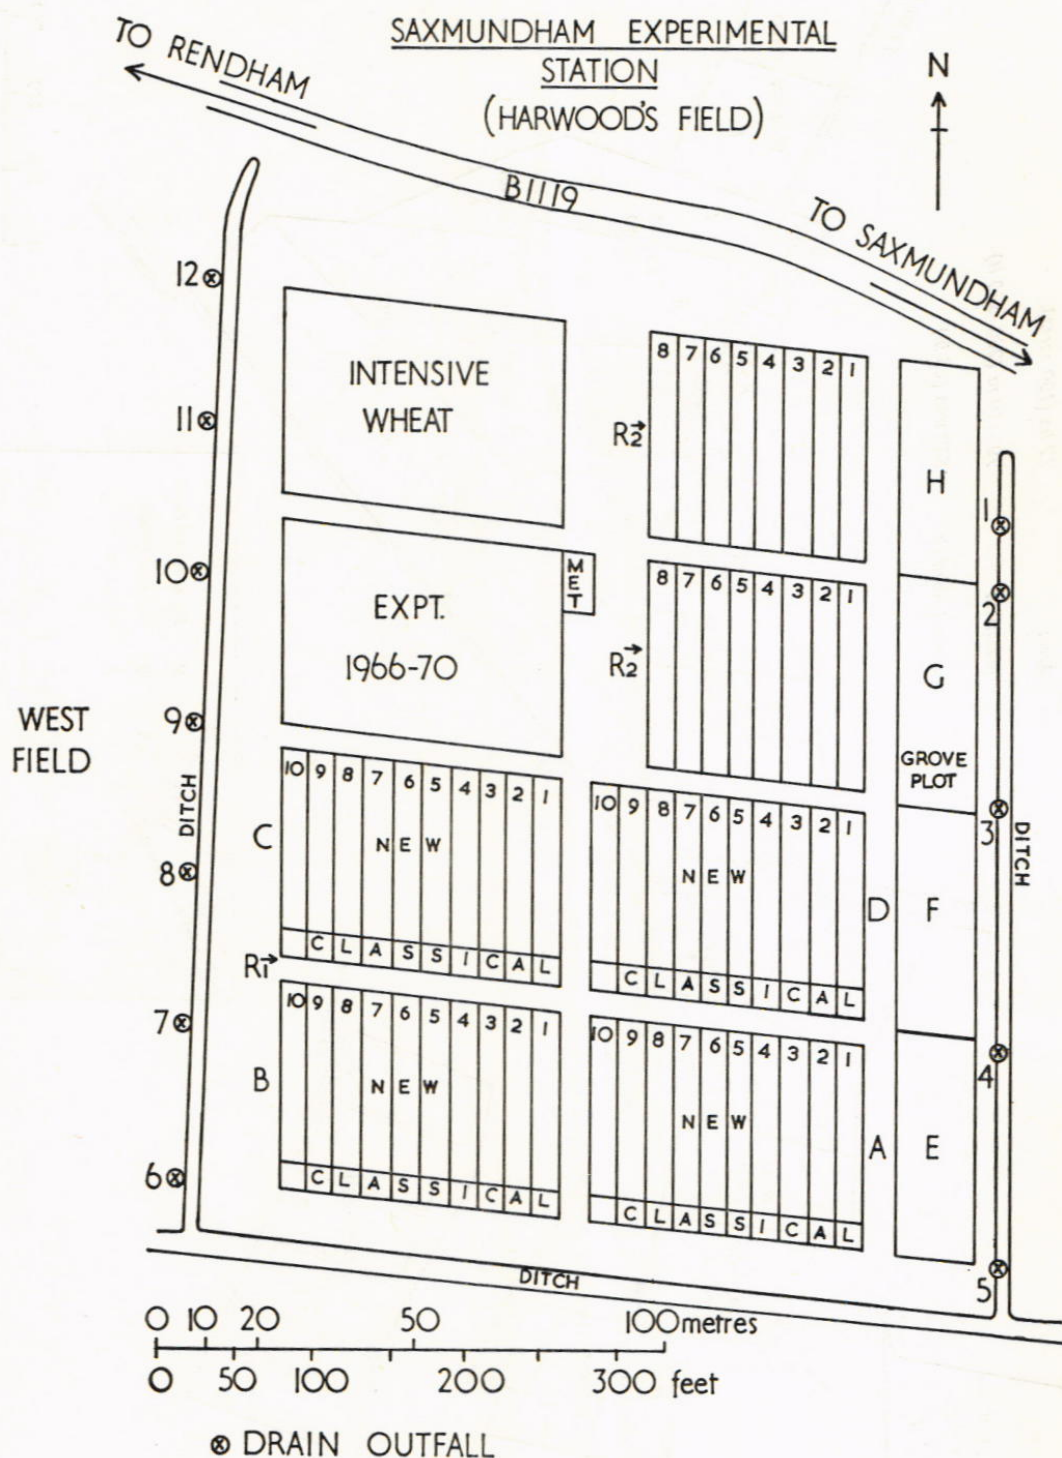 SAXMUNDHAM EXPERIMENTAL
STATION
(HARWOOD'S FIELD)
TO RENDHAM
N
B1119
TO SAXMUNDHAM
12
INTENSIVE
WHEAT
8 7 6 5 4 3 2 1
11
R2
H
1
10
MET
EXPT.
1966-70
8 7 6 5 4 3 2 1
2
R2
G
WEST
FIELD
9
GROVE
PLOT
DITCH
10 9 8 7 6 5 4 3 2 1
10 9 8 7 6 5 4 3 2 1
3
DITCH
C
NEW
NEW
8
D
F
CLASSICAL
R1
CLASSICAL
10 9 8 7 6 5 4 3 2 1
7
10 9 8 7 6 5 4 3 2 1
4
B
NEW
NEW
A
E
6
CLASSICAL
CLASSICAL
DITCH
5
0 10 20 50 100 metres
0 50 100 200 300 feet
⊗ DRAIN OUTFALL